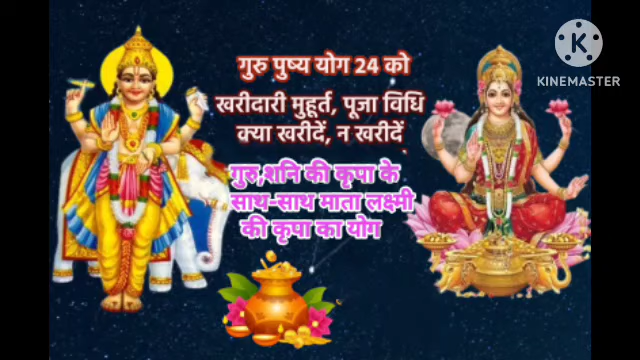 गुरु पुष्य योग 24 को
खरीदारी मुहूर्त, पूजा विधि
क्या खरीदें, न खरीदें
गुरु,शनि की कृपा के
साथ-साथ माता लक्ष्मी
की कृपा का योग
KINEMASTER